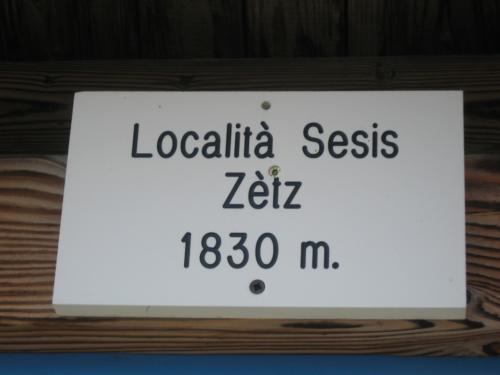 Località Sesis
Zètz
1830 m.